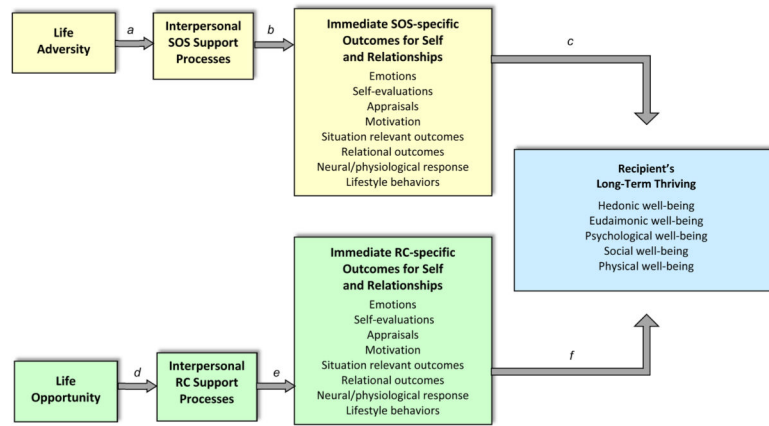 Life
Adversity
a
Interpersonal
SOS Support
Processes
b
Immediate SOS-specific
Outcomes for Self
and Relationships
Emotions
Self-evaluations
Appraisals
Motivation
Situation relevant outcomes
Relational outcomes
Neural/physiological response
Lifestyle behaviors
c
Recipient's
Long-Term Thriving
Hedonic well-being
Eudaimonic well-being
Psychological well-being
Social well-being
Physical well-being
Life
Opportunity
d
Interpersonal
RC Support
Processes
e
Immediate RC-specific
Outcomes for Self
and Relationships
Emotions
Self-evaluations
Appraisals
Motivation
Situation relevant outcomes
Relational outcomes
Neural/physiological response
Lifestyle behaviors
f